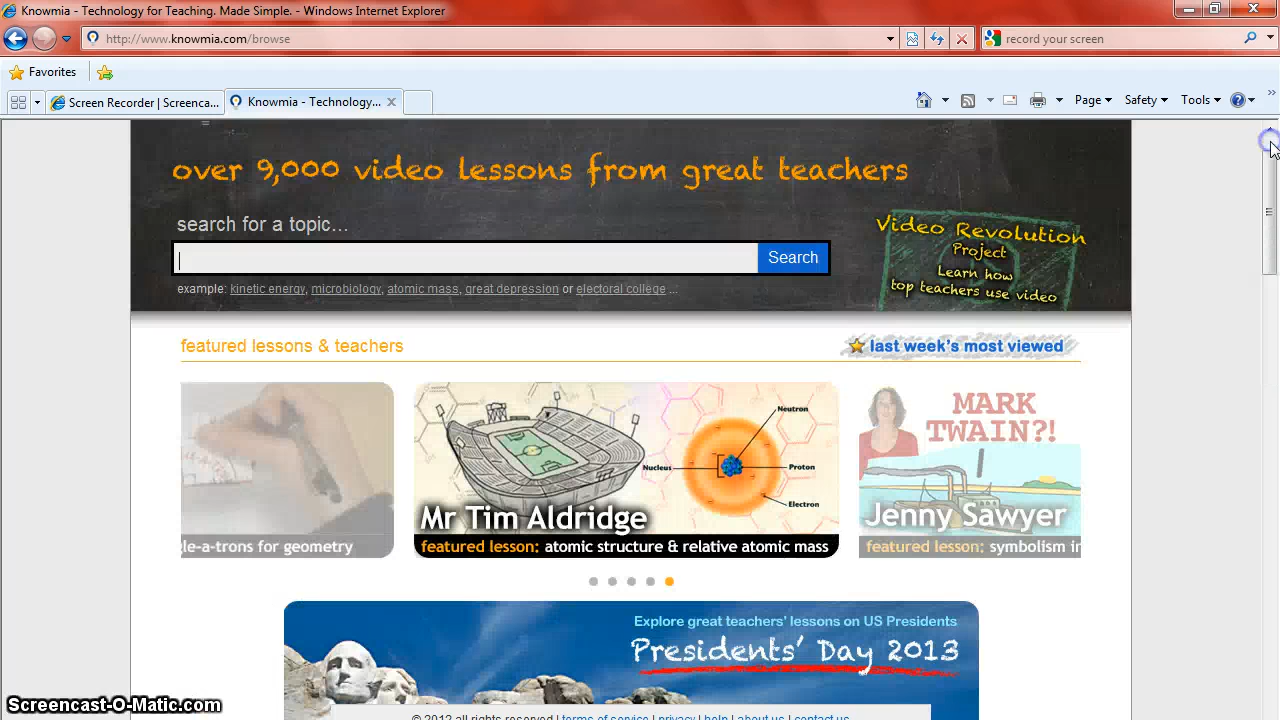 Knowmia - Technology for Teaching. Made Simple. - Windows Internet Explorer
http://www.knowmia.com/browse
record your screen
Favorites
Screen Recorder | Screenca...
Knowmia - Technology...
Page
Safety
Tools
over 9,000 video lessons from great teachers
search for a topic...
Search
example: kinetic energy, microbiology, atomic mass, great depression or electoral college ...
Video Revolution
Project
Learn how
top teachers use video
featured lessons & teachers
last week's most viewed
gle-a-trons for geometry
Neutron
Nucleus
Proton
Electron
Mr Tim Aldridge
featured lesson: atomic structure & relative atomic mass
MARK
TWAIN?!
Jenny Sawyer
featured lesson: symbolism in
Explore great teachers' lessons on US Presidents
Presidents' Day 2013
© 2012 all rights reserved | terms of service | privacy | help | about us | contact us
Screencast-O-Matic.com